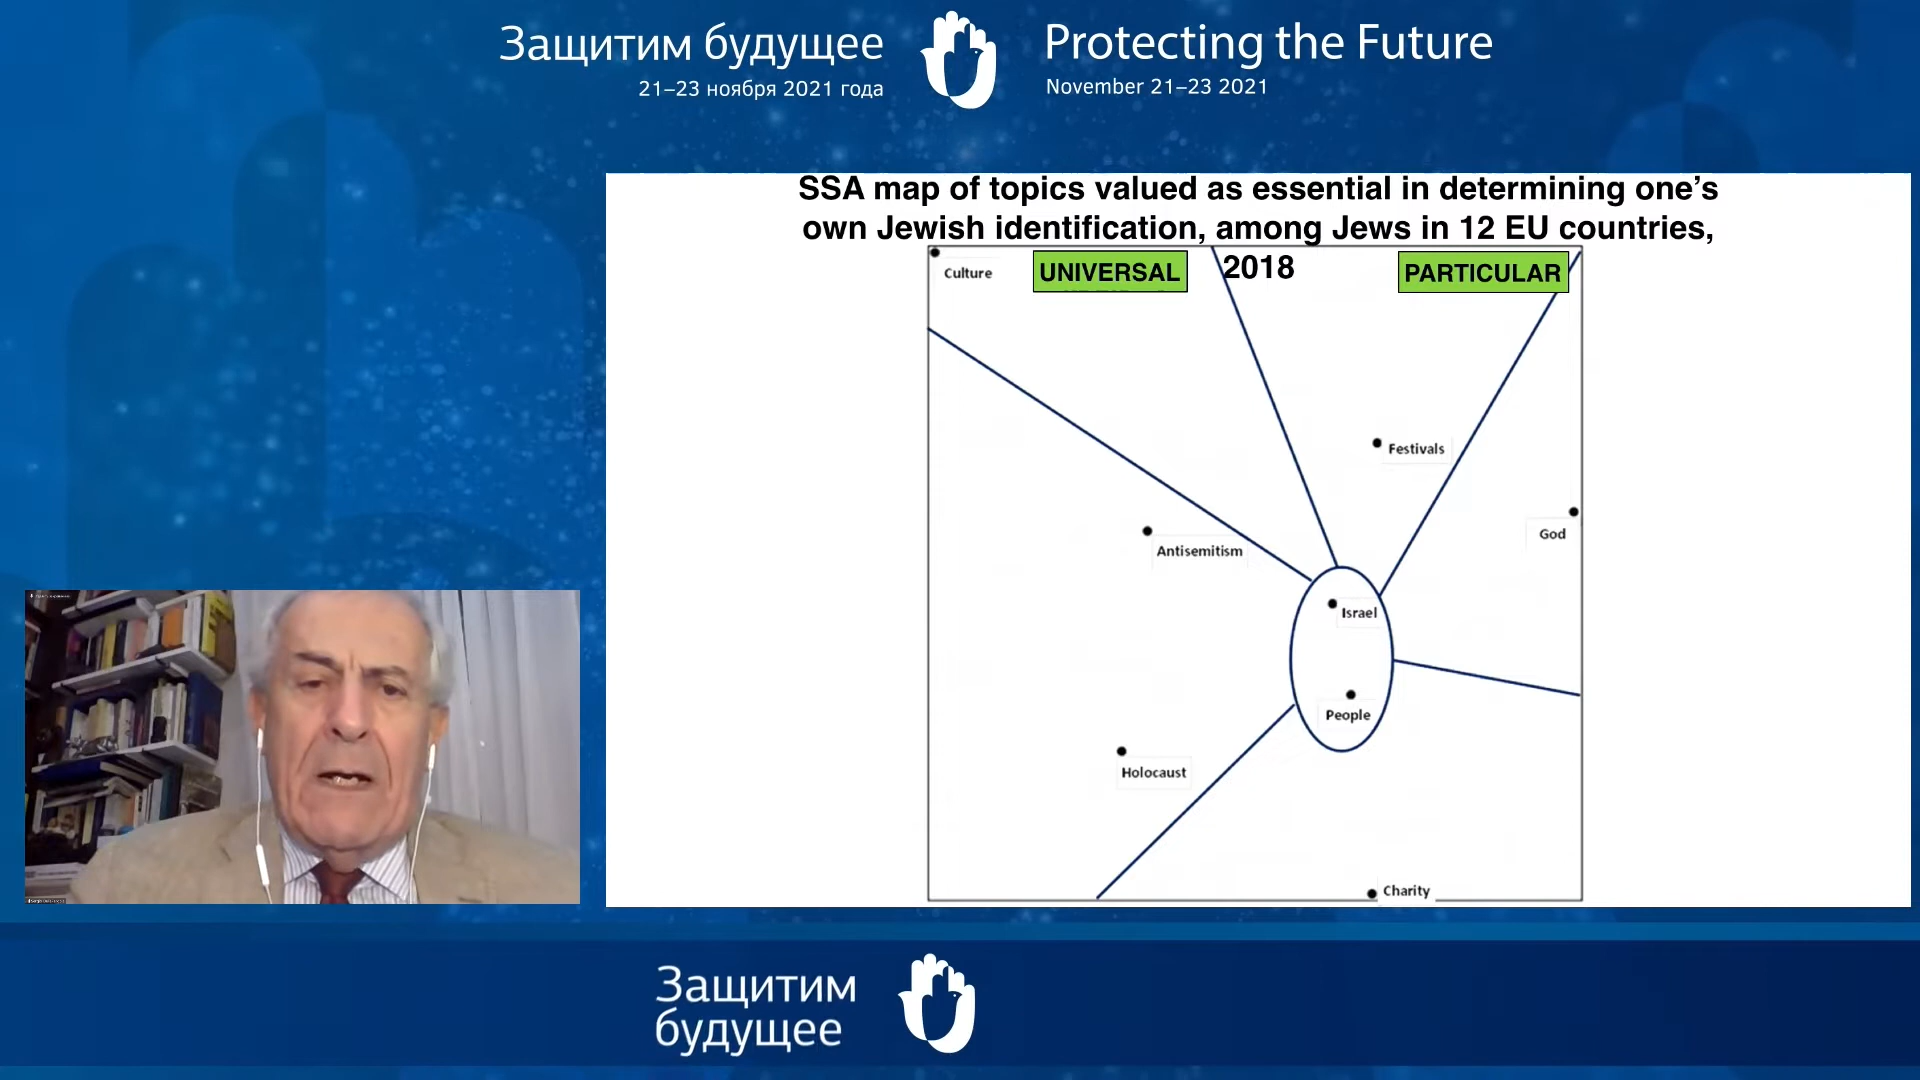 Защитим будущее
21–23 ноября 2021 года
Protecting the Future
November 21–23 2021
SSA map of topics valued as essential in determining one’s
own Jewish identification, among Jews in 12 EU countries,
2018
Culture
UNIVERSAL
PARTICULAR
Festivals
God
Antisemitism
Israel
People
Holocaust
Charity
Защитим
будущее